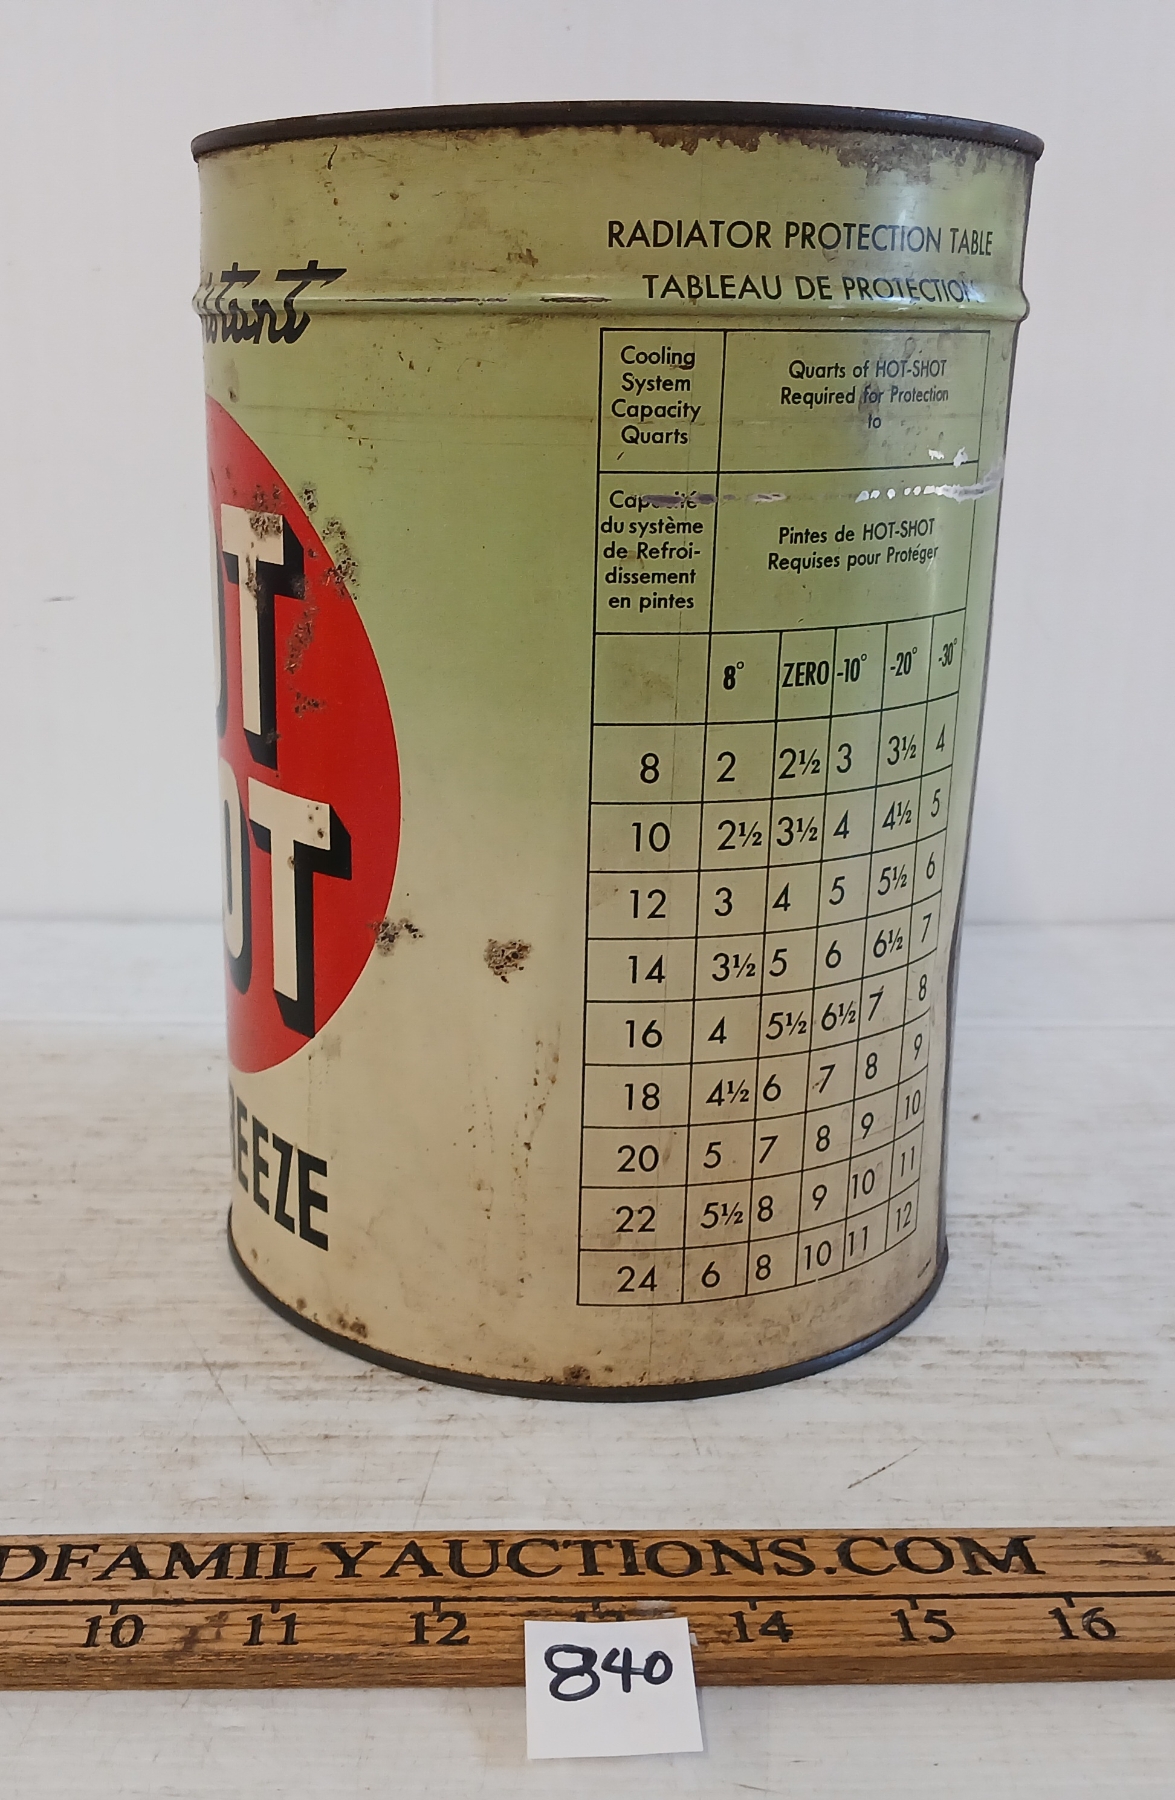 RADIATOR PROTECTION TABLE
TABLEAU DE PROTECTION
Cooling
System
Capacity
Quarts
Quarts of HOT-SHOT
Required for Protection
to
Capacité
du système
de Refroi-
dissement
en pintes
Pintes de HOT-SHOT
Requises pour Protéger
8° ZERO -10° -20° -30°
8 2 2½ 3 3½ 4
10 2½ 3½ 4 4½ 5
12 3 4 5 5½ 6
14 3½ 5 6 6½ 7
16 4 5½ 6½ 7 8
18 4½ 6 7 8 9
20 5 7 8 9 10
22 5½ 8 9 10 11
24 6 8 10 11 12
DFAMILYAUCTIONS.COM
10 11 12 14 15 16
840